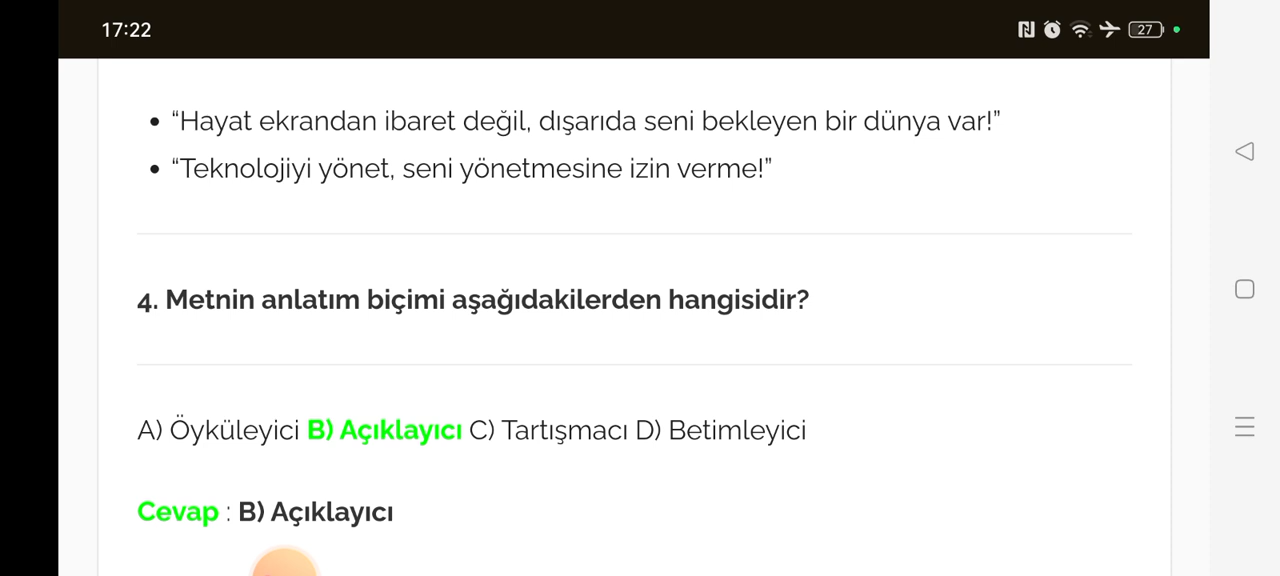 17:22
27
• “Hayat ekrandan ibaret değil, dışarıda seni bekleyen bir dünya var!”
• “Teknolojiyi yönet, seni yönetmesine izin verme!”
4. Metnin anlatım biçimi aşağıdakilerden hangisidir?
A) Öyküleyici B) Açıklayıcı C) Tartışmacı D) Betimleyici
Cevap : B) Açıklayıcı